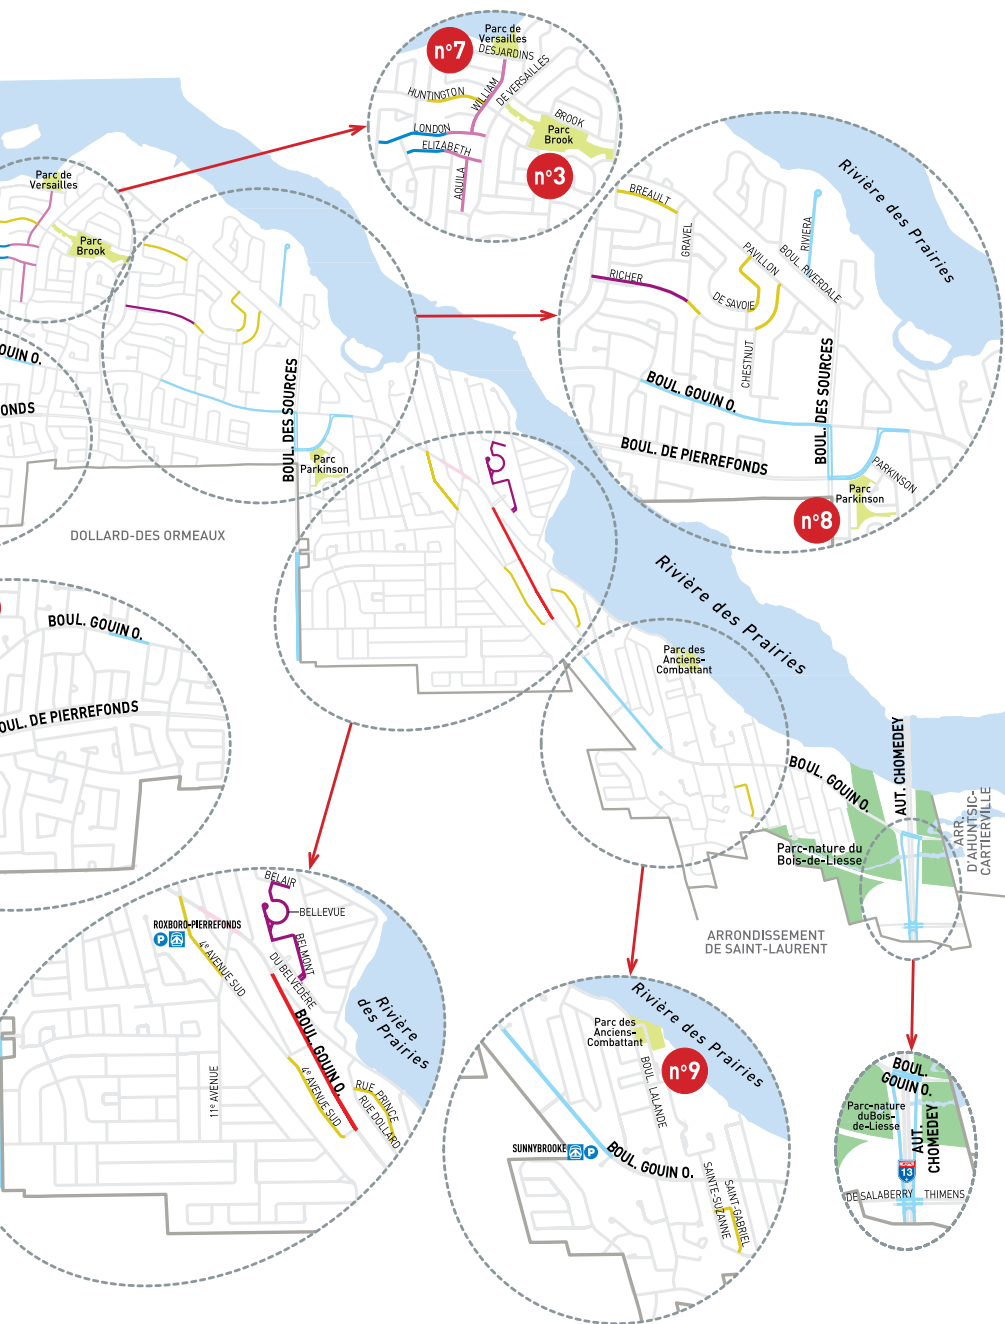 Parc de
Versailles
DESJARDINS
n°7
HUNTINGTON
WILLIAM
DE VERSAILLES
BROOK
LONDON
Parc
Brook
ELIZABETH
AQUILA
n°3
Parc de
Versailles
Parc
Brook
Rivière des Prairies
BREAULT
GRAVEL
RIVIERA
PAVILLON
BOUL. RIVERDALE
RICHER
DE SAVOIE
CHESTNUT
BOUL. GOUIN O.
BOUL. DES SOURCES
BOUL. DE PIERREFONDS
PARKINSON
Parc
Parkinson
n°8
OUIN O.
ONDS
BOUL. DES SOURCES
Parc
Parkinson
DOLLARD-DES ORMEAUX
Rivière des Prairies
BOUL. GOUIN O.
OUL. DE PIERREFONDS
Parc des
Anciens-
Combattant
BOUL. GOUIN O.
AUT. CHOMEDEY
ARR.
D'AHUNTSIC-
CARTIERVILLE
Parc-nature du
Bois-de-Liesse
ARRONDISSEMENT
DE SAINT-LAURENT
BELAIR
BELLEVUE
ROXBORO-PIERREFONDS
P
4e AVENUE SUD
BELMONT
DU BELVÉDÈRE
BOUL. GOUIN O.
Rivière
des Prairies
11e AVENUE
4e AVENUE SUD
RUE PRINCE
RUE DOLLARD
Rivière des Prairies
Parc des
Anciens-
Combattant
n°9
BOUL. LALANDE
SUNNYBROOKE
P
BOUL. GOUIN O.
SAINTE-SUZANNE
SAINT-GABRIEL
BOUL.
GOUIN O.
Parc-nature
duBois-
de-Liesse
AUT.
CHOMEDEY
13
DE SALABERRY
THIMENS